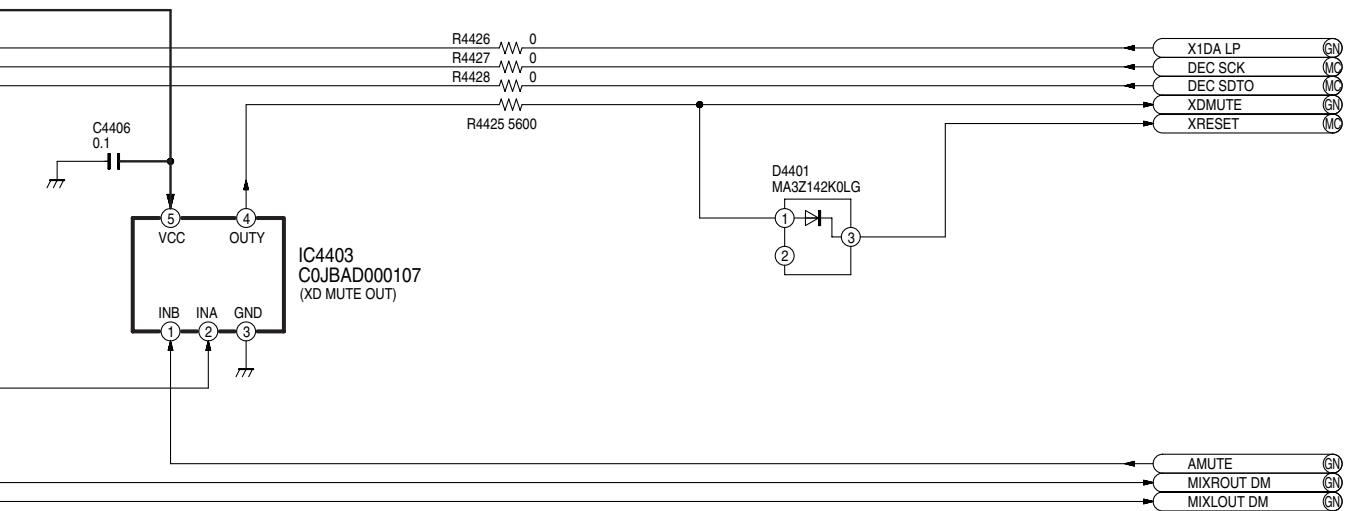 R4426 0
X1DA LP GN
R4427 0
DEC SCK MC
R4428 0
DEC SDTO MC
XDMUTE GN
R4425 5600
XRESET MC
C4406
0.1
D4401
MA3Z142K0LG
1
3
2
5
4
VCC OUTY
IC4403
C0JBAD000107
(XD MUTE OUT)
INB INA GND
1 2 3
AMUTE GN
MIXROUT DM GN
MIXLOUT DM GN